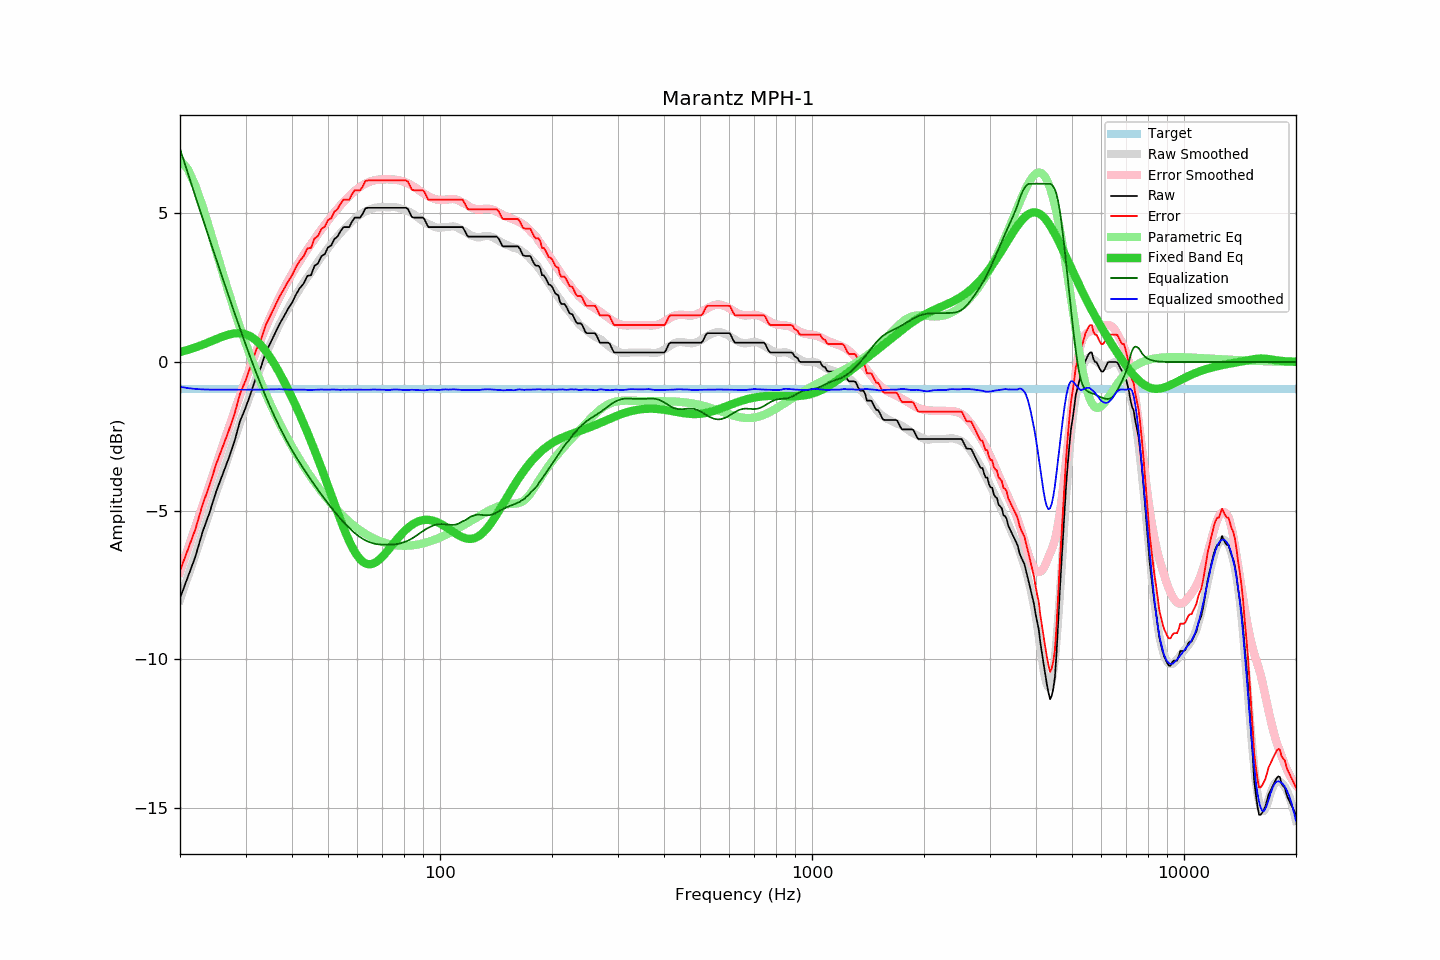 Marantz MPH-1
Target
Raw Smoothed
Error Smoothed
Raw
Error
Parametric Eq
Fixed Band Eq
Equalization
Equalized smoothed
5
0
−5
−10
−15
Amplitude (dBr)
100
1000
10000
Frequency (Hz)